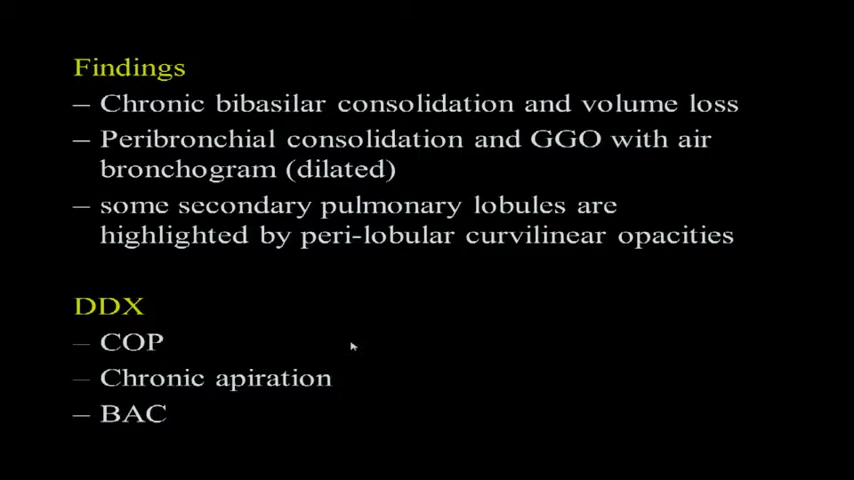 Findings
– Chronic bibasilar consolidation and volume loss
– Peribronchial consolidation and GGO with air
bronchogram (dilated)
– some secondary pulmonary lobules are
highlighted by peri-lobular curvilinear opacities
DDX
– COP
– Chronic apiration
– BAC